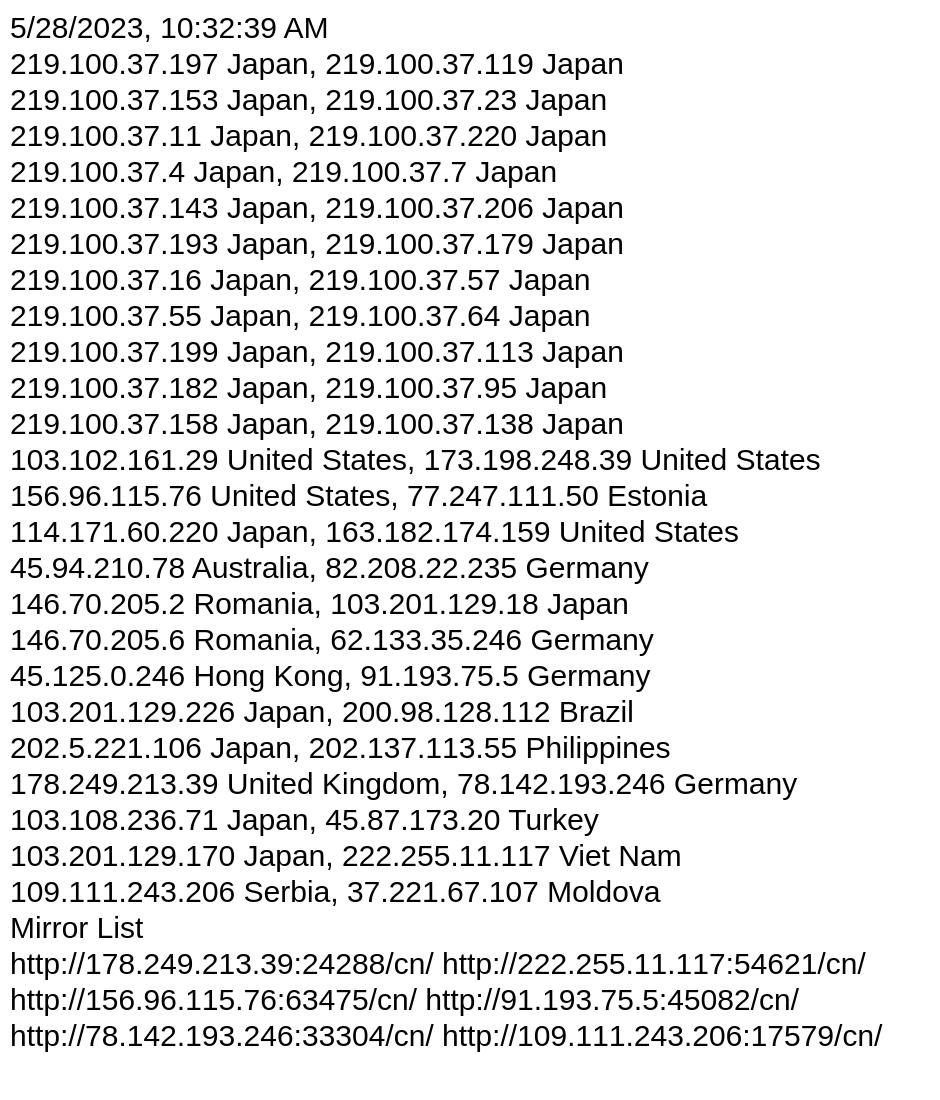 5/28/2023, 10:32:39 AM
219.100.37.197 Japan, 219.100.37.119 Japan
219.100.37.153 Japan, 219.100.37.23 Japan
219.100.37.11 Japan, 219.100.37.220 Japan
219.100.37.4 Japan, 219.100.37.7 Japan
219.100.37.143 Japan, 219.100.37.206 Japan
219.100.37.193 Japan, 219.100.37.179 Japan
219.100.37.16 Japan, 219.100.37.57 Japan
219.100.37.55 Japan, 219.100.37.64 Japan
219.100.37.199 Japan, 219.100.37.113 Japan
219.100.37.182 Japan, 219.100.37.95 Japan
219.100.37.158 Japan, 219.100.37.138 Japan
103.102.161.29 United States, 173.198.248.39 United States
156.96.115.76 United States, 77.247.111.50 Estonia
114.171.60.220 Japan, 163.182.174.159 United States
45.94.210.78 Australia, 82.208.22.235 Germany
146.70.205.2 Romania, 103.201.129.18 Japan
146.70.205.6 Romania, 62.133.35.246 Germany
45.125.0.246 Hong Kong, 91.193.75.5 Germany
103.201.129.226 Japan, 200.98.128.112 Brazil
202.5.221.106 Japan, 202.137.113.55 Philippines
178.249.213.39 United Kingdom, 78.142.193.246 Germany
103.108.236.71 Japan, 45.87.173.20 Turkey
103.201.129.170 Japan, 222.255.11.117 Viet Nam
109.111.243.206 Serbia, 37.221.67.107 Moldova
Mirror List
http://178.249.213.39:24288/cn/ http://222.255.11.117:54621/cn/
http://156.96.115.76:63475/cn/ http://91.193.75.5:45082/cn/
http://78.142.193.246:33304/cn/ http://109.111.243.206:17579/cn/